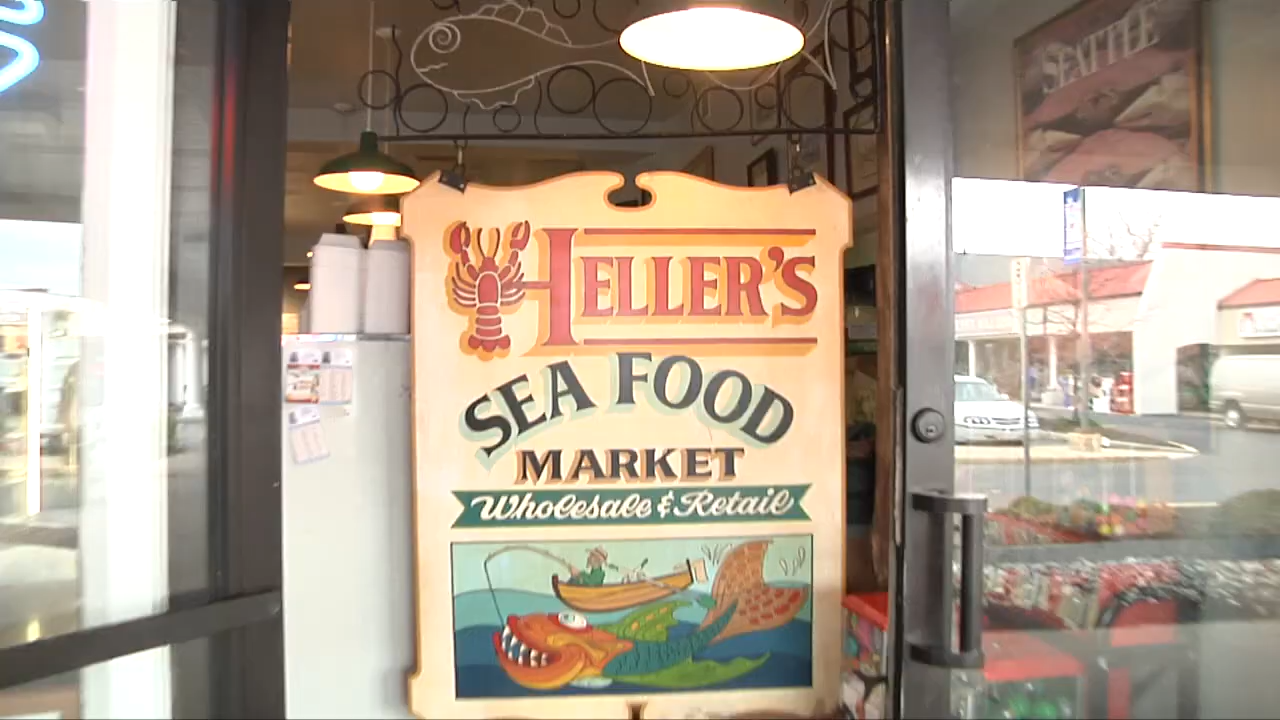 SEATTLE
HELLER'S
SEA FOOD
MARKET
Wholesale & Retail